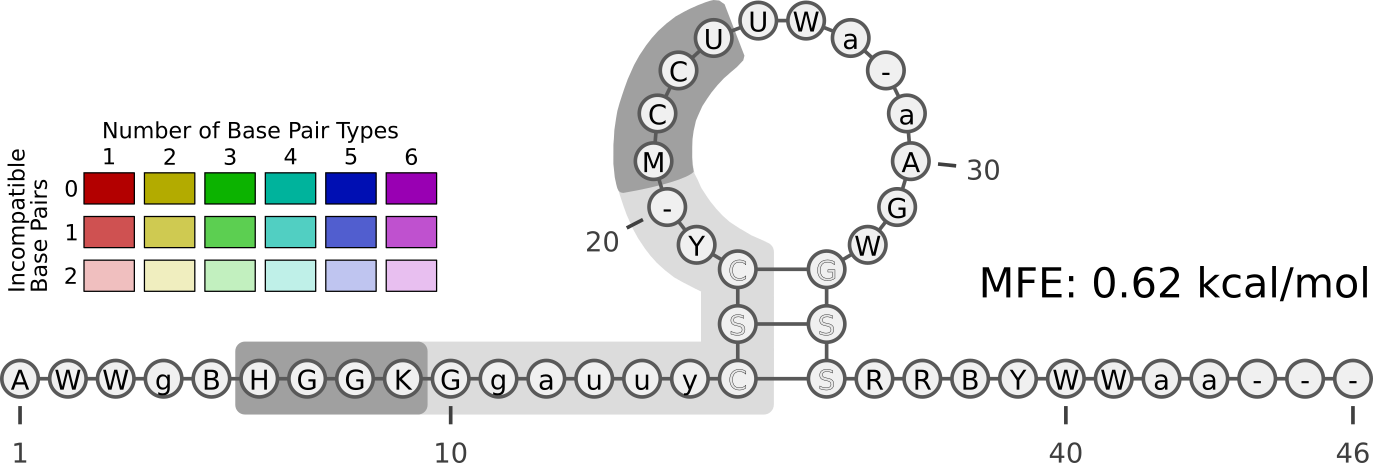 U U W a
C -
C a
M A 30
- G
20 Y W
C G
S S
A W W g B H G G K G g a u u y C S R R B Y W W a a - - -
1 10 40 46
Number of Base Pair Types
1 2 3 4 5 6
Incompatible
Base Pairs
0
1
2
MFE: 0.62 kcal/mol